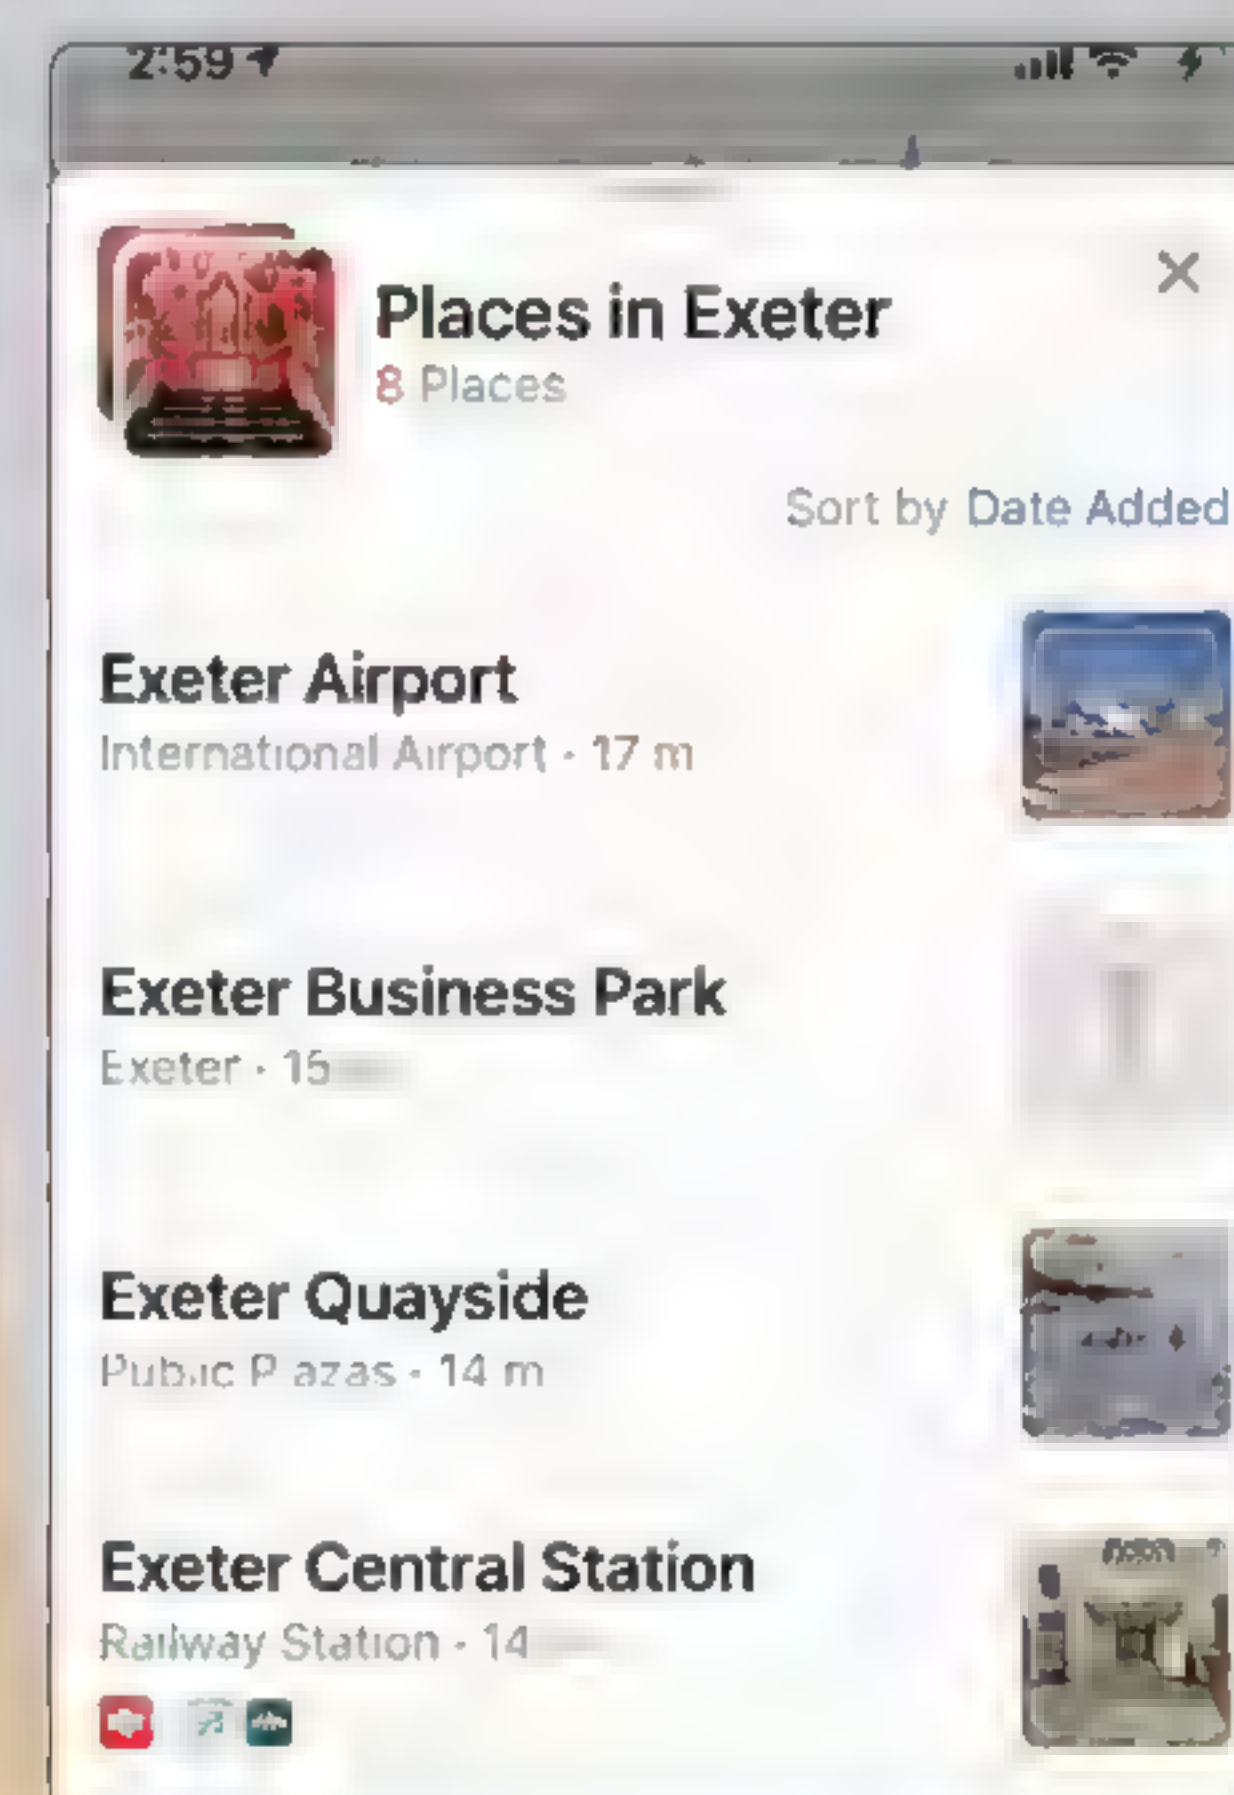 2:59
Places in Exeter
8 Places
Sort by Date Added
Exeter Airport
International Airport · 17 m
Exeter Business Park
Exeter · 15
Exeter Quayside
Public Plazas · 14 m
Exeter Central Station
Railway Station · 14